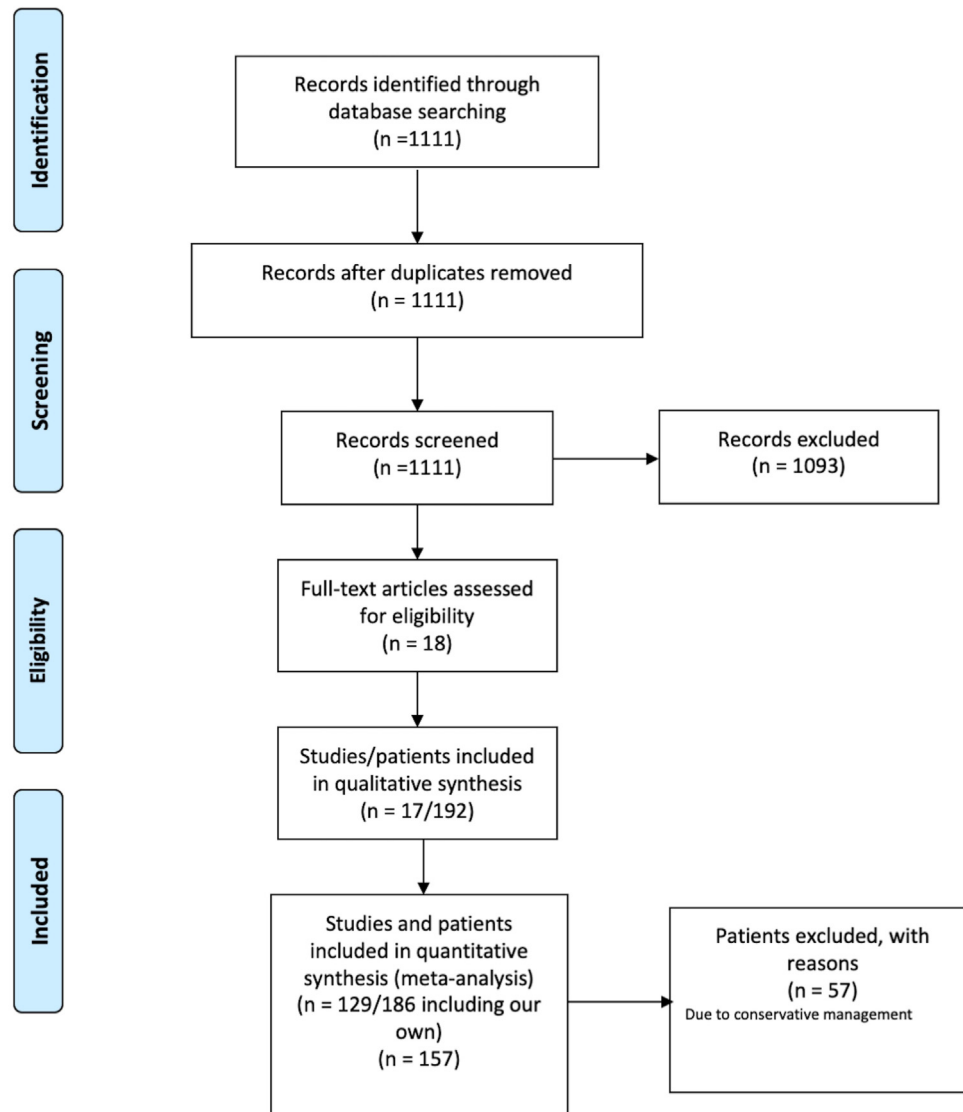 Identification
Records identified through
database searching
(n =1111)
Records after duplicates removed
(n = 1111)
Screening
Records screened
(n =1111)
Records excluded
(n = 1093)
Eligibility
Full-text articles assessed
for eligibility
(n = 18)
Studies/patients included
in qualitative synthesis
(n = 17/192)
Included
Studies and patients
included in quantitative
synthesis (meta-analysis)
(n = 129/186 including our
own)
(n = 157)
Patients excluded, with
reasons
(n = 57)
Due to conservative management